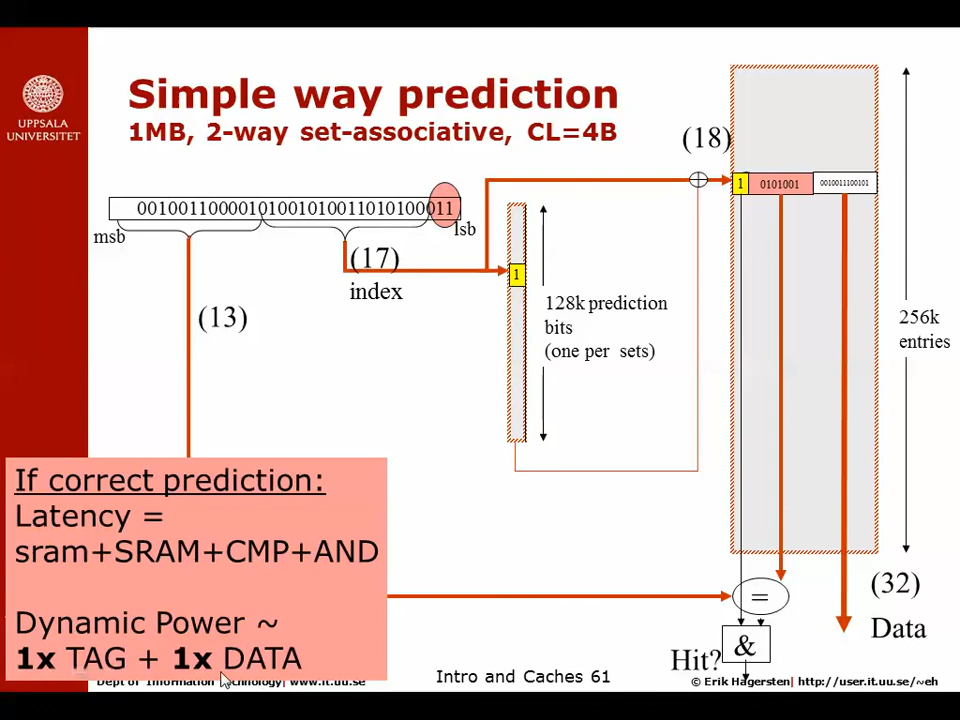 UPPSALA
UNIVERSITET
Simple way prediction
1MB, 2-way set-associative, CL=4B
(18)
1 0101001 0010011100101
00100110000101001010011010100011
msb
lsb
(17)
index
1
(13)
128k prediction
bits
(one per sets)
256k
entries
If correct prediction:
Latency =
sram+SRAM+CMP+AND
Dynamic Power ~
1x TAG + 1x DATA
=
(32)
Data
&
Hit?
Dept of Information Technology| www.it.uu.se
Intro and Caches 61
© Erik Hagersten| http://user.it.uu.se/~eh